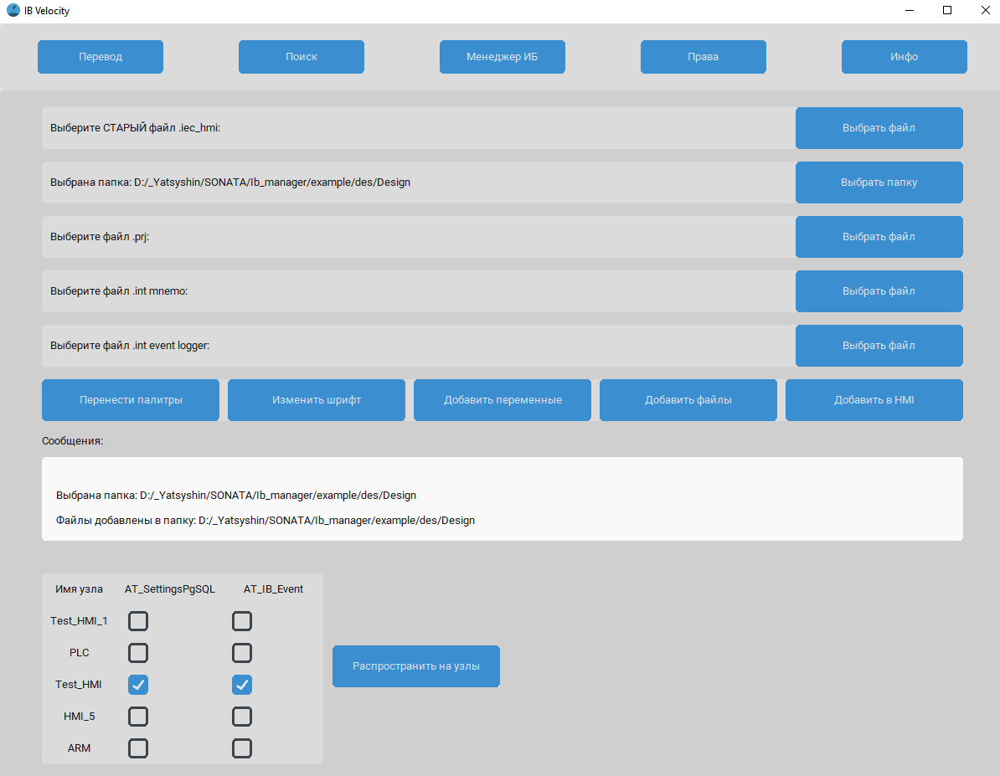 IB Velocity
Перевод Поиск Менеджер ИБ Права Инфо
Выберите СТАРЫЙ файл .iec_hmi: Выбрать файл
Выбрана папка: D:/_Yatsyshin/SONATA/Ib_manager/example/des/Design Выбрать папку
Выберите файл .prj: Выбрать файл
Выберите файл .int mnemo: Выбрать файл
Выберите файл .int event logger: Выбрать файл
Перенести палитры Изменить шрифт Добавить переменные Добавить файлы Добавить в HMI
Сообщения:
Выбрана папка: D:/_Yatsyshin/SONATA/Ib_manager/example/des/Design
Файлы добавлены в папку: D:/_Yatsyshin/SONATA/Ib_manager/example/des/Design
Имя узла AT_SettingsPgSQL AT_IB_Event
Test_HMI_1
PLC
Распространить на узлы
Test_HMI
HMI_5
ARM